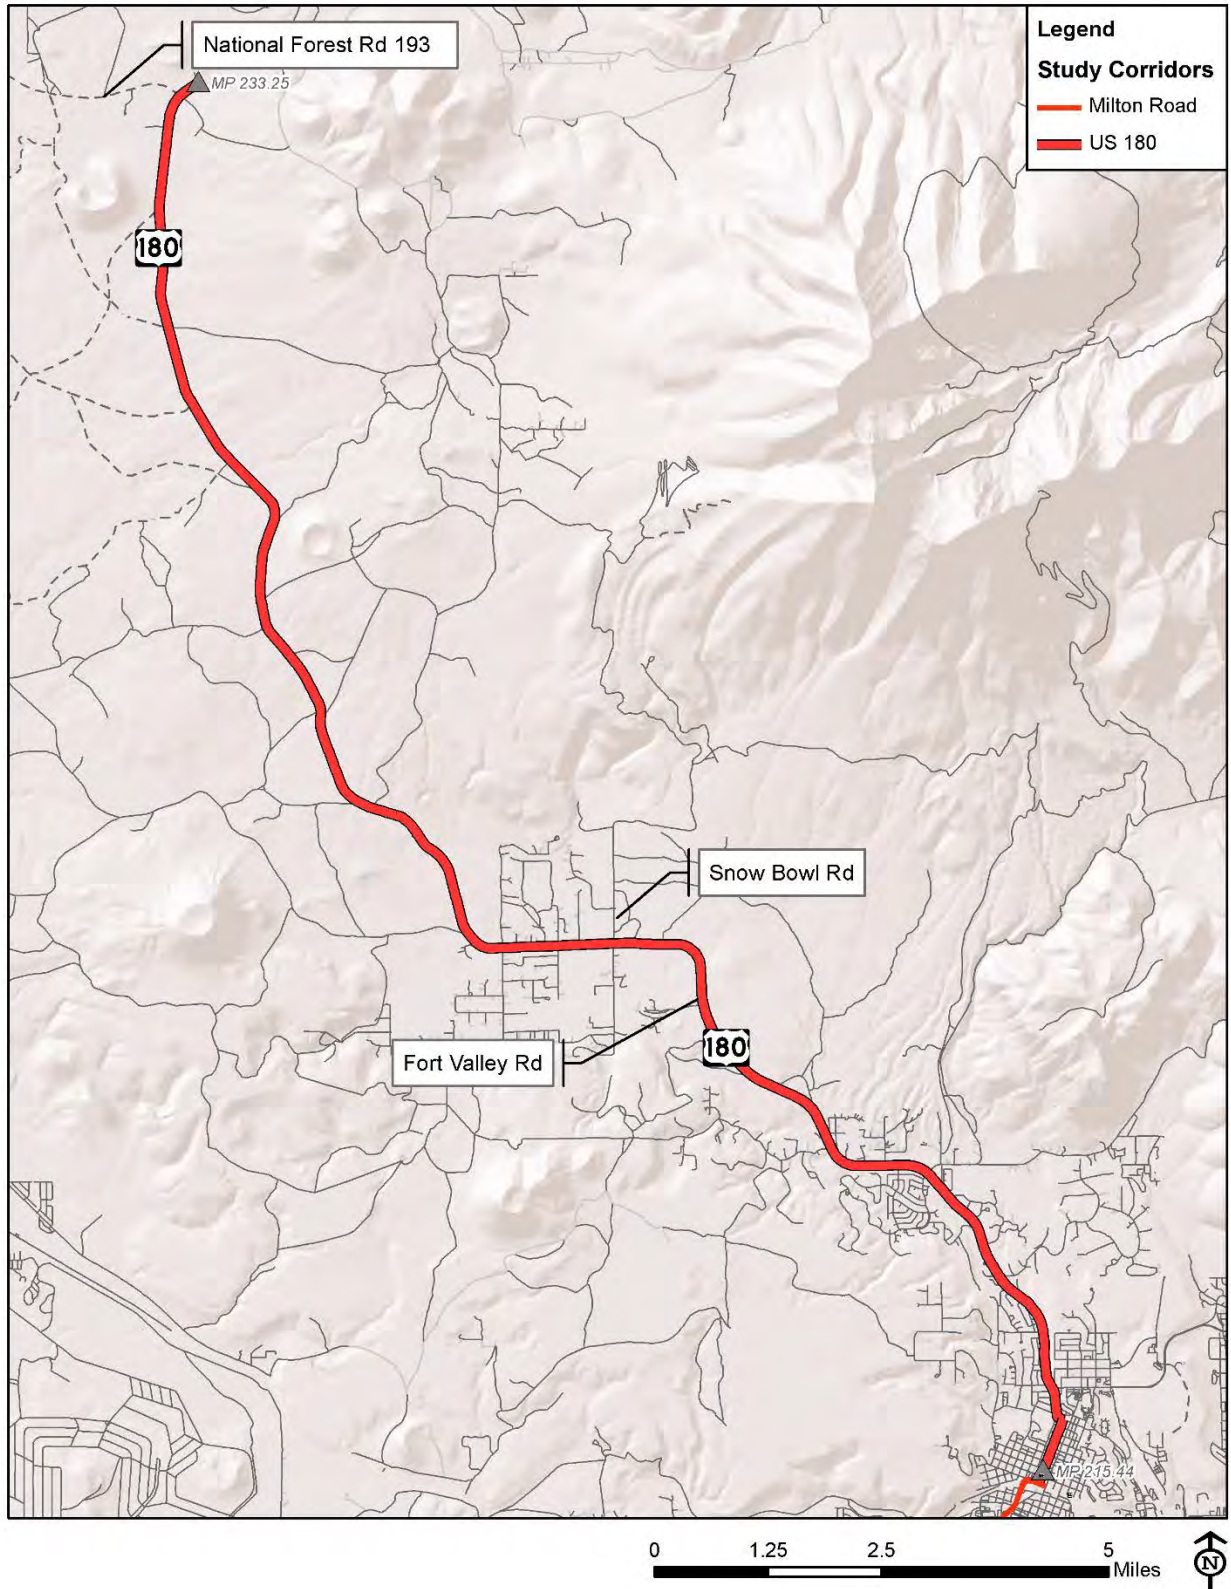 National Forest Rd 193
MP 233.25
Legend
Study Corridors
Milton Road
US 180
180
Snow Bowl Rd
Fort Valley Rd
180
MP 215.44
0 1.25 2.5 5
Miles
N